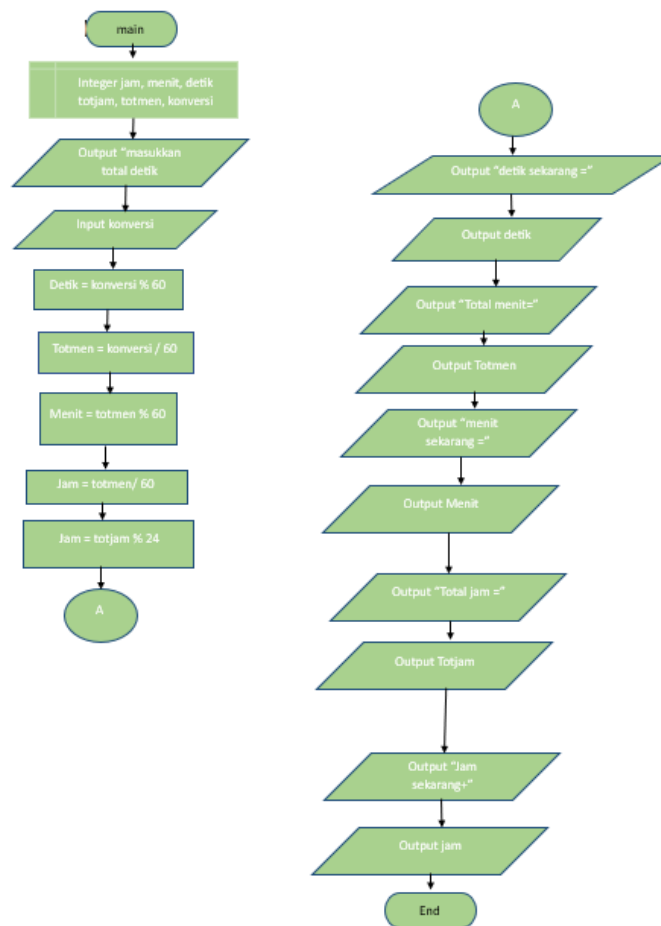 main
Integer jam, menit, detik
totjam, totmen, konversi
Output “masukkan
total detik
Input konversi
Detik = konversi % 60
Totmen = konversi / 60
Menit = totmen % 60
Jam = totmen/ 60
Jam = totjam % 24
A
A
Output “detik sekarang =”
Output detik
Output “Total menit=”
Output Totmen
Output “menit
sekarang =”
Output Menit
Output “Total jam =”
Output Totjam
Output “Jam
sekarang+”
Output jam
End